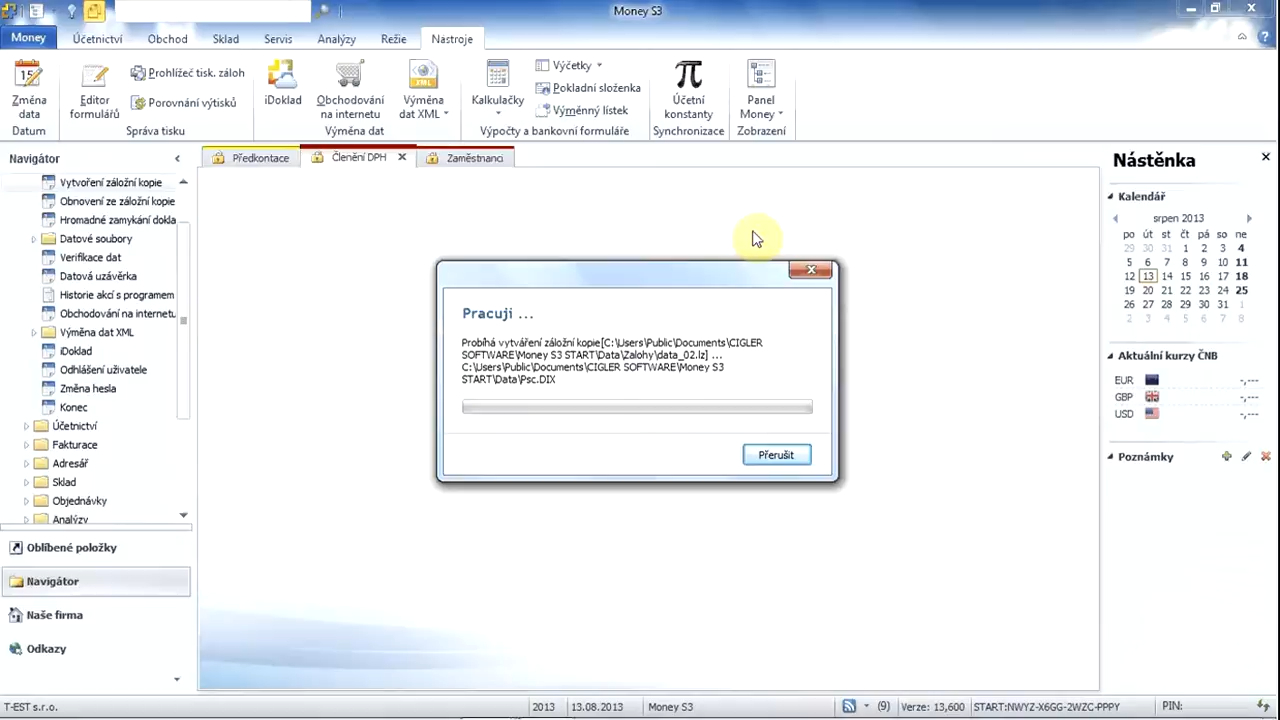 Money S3
Money Účetnictví Obchod Sklad Servis Analýzy Režie Nástroje
Změna data
Editor formulářů
Prohlížeč tisk. záloh
Porovnání výtisků
iDoklad
Obchodování na internetu
Výměna dat XML
Kalkulačky
Výčetky
Pokladní složenka
Výměnný lístek
Účetní konstanty
Panel Money
Datum Správa tisku Výměna dat Výpočty a bankovní formuláře Synchronizace Zobrazení
Navigátor
Vytvoření záložní kopie
Obnovení ze záložní kopie
Hromadné zamykání dokla
Datové soubory
Verifikace dat
Datová uzávěrka
Historie akcí s programem
Obchodování na internetu
Výměna dat XML
iDoklad
Odhlášení uživatele
Změna hesla
Konec
Účetnictví
Fakturace
Adresář
Sklad
Objednávky
Analýzy
Oblíbené položky
Navigátor
Naše firma
Odkazy
Předkontace Členění DPH Zaměstnanci
Pracuji ...
Probíhá vytváření záložní kopie[C:\Users\Public\Documents\CIGLER
SOFTWARE\Money S3 START\Data\Zalohy\data_02.lz] ...
C:\Users\Public\Documents\CIGLER SOFTWARE\Money S3
START\Data\Psc.DIX
Přerušit
Nástěnka
Kalendář
srpen 2013
po út st čt pá so ne
29 30 31 1 2 3 4
5 6 7 8 9 10 11
12 13 14 15 16 17 18
19 20 21 22 23 24 25
26 27 28 29 30 31 1
2 3 4 5 6 7 8
Aktuální kurzy ČNB
EUR -,---
GBP -,---
USD -,---
Poznámky
T-EST s.r.o. 2013 13.08.2013 Money S3 (9) Verze: 13,600 START:NWYZ-X6GG-2WZC-PPPY PIN: